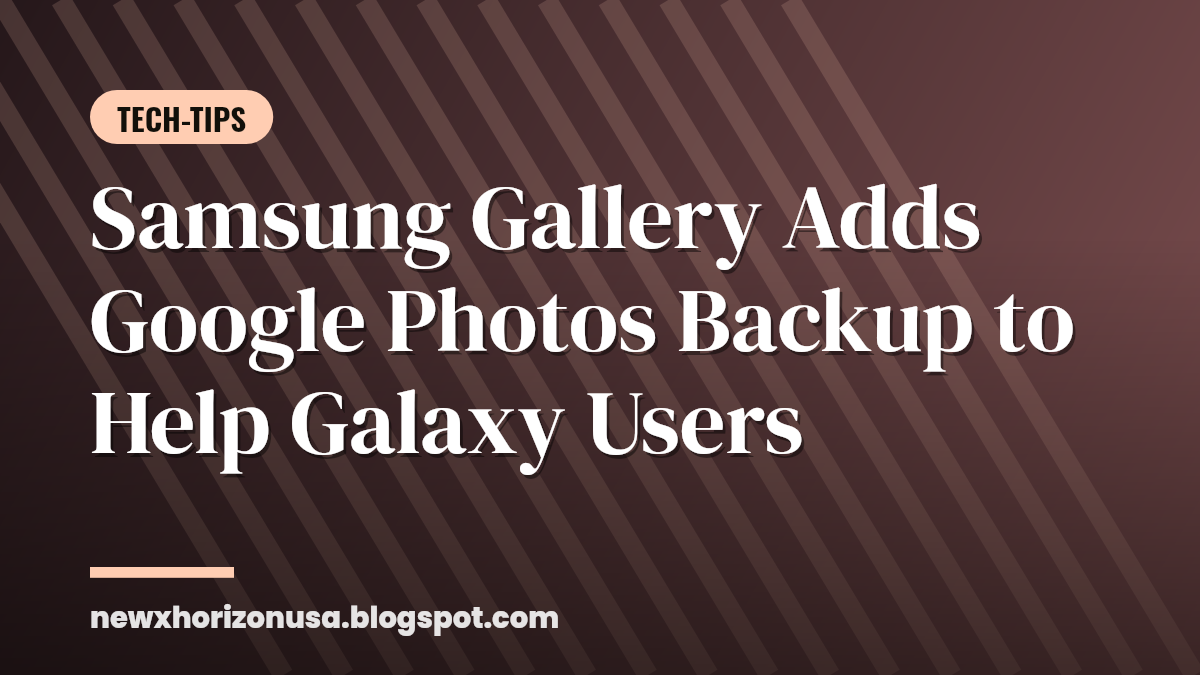 TECH-TIPS
Samsung Gallery Adds
Google Photos Backup to
Help Galaxy Users
newxhorizonusa.blogspot.com